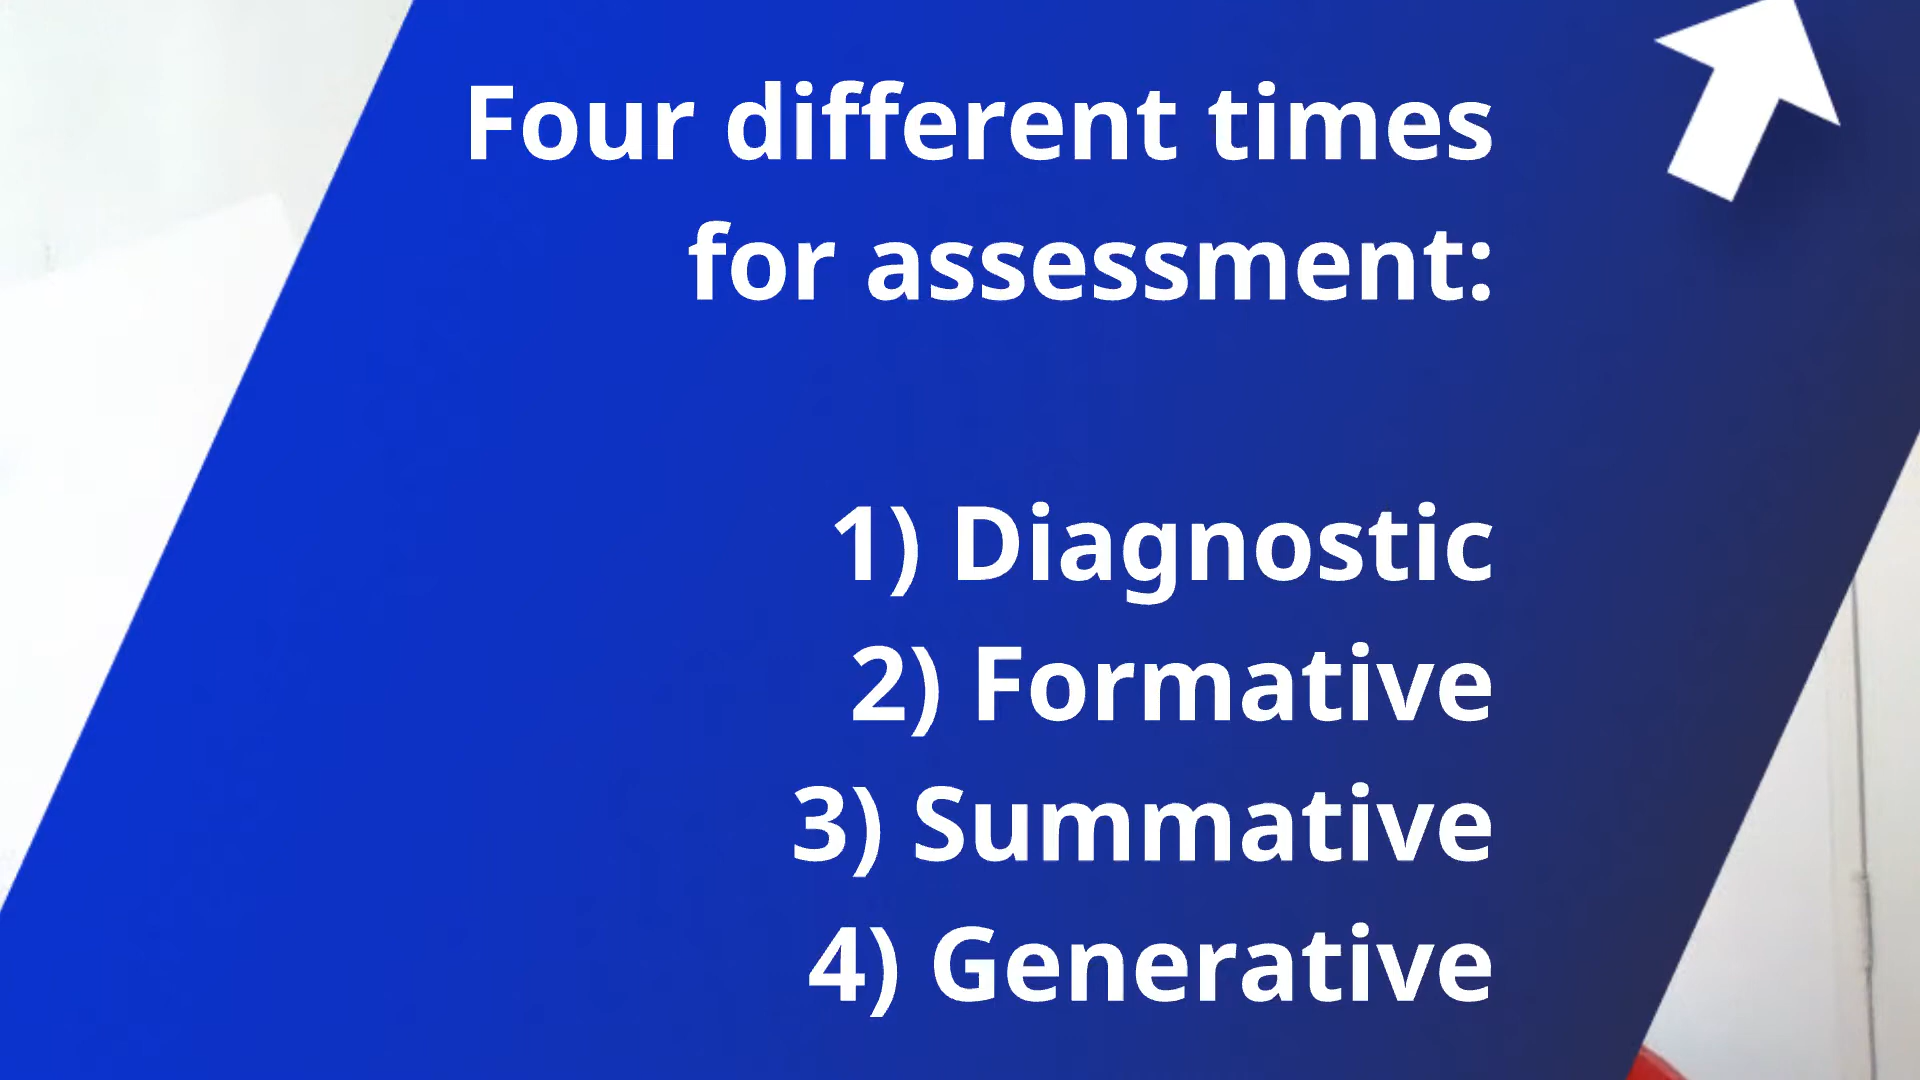 Four different times
for assessment:
1) Diagnostic
2) Formative
3) Summative
4) Generative